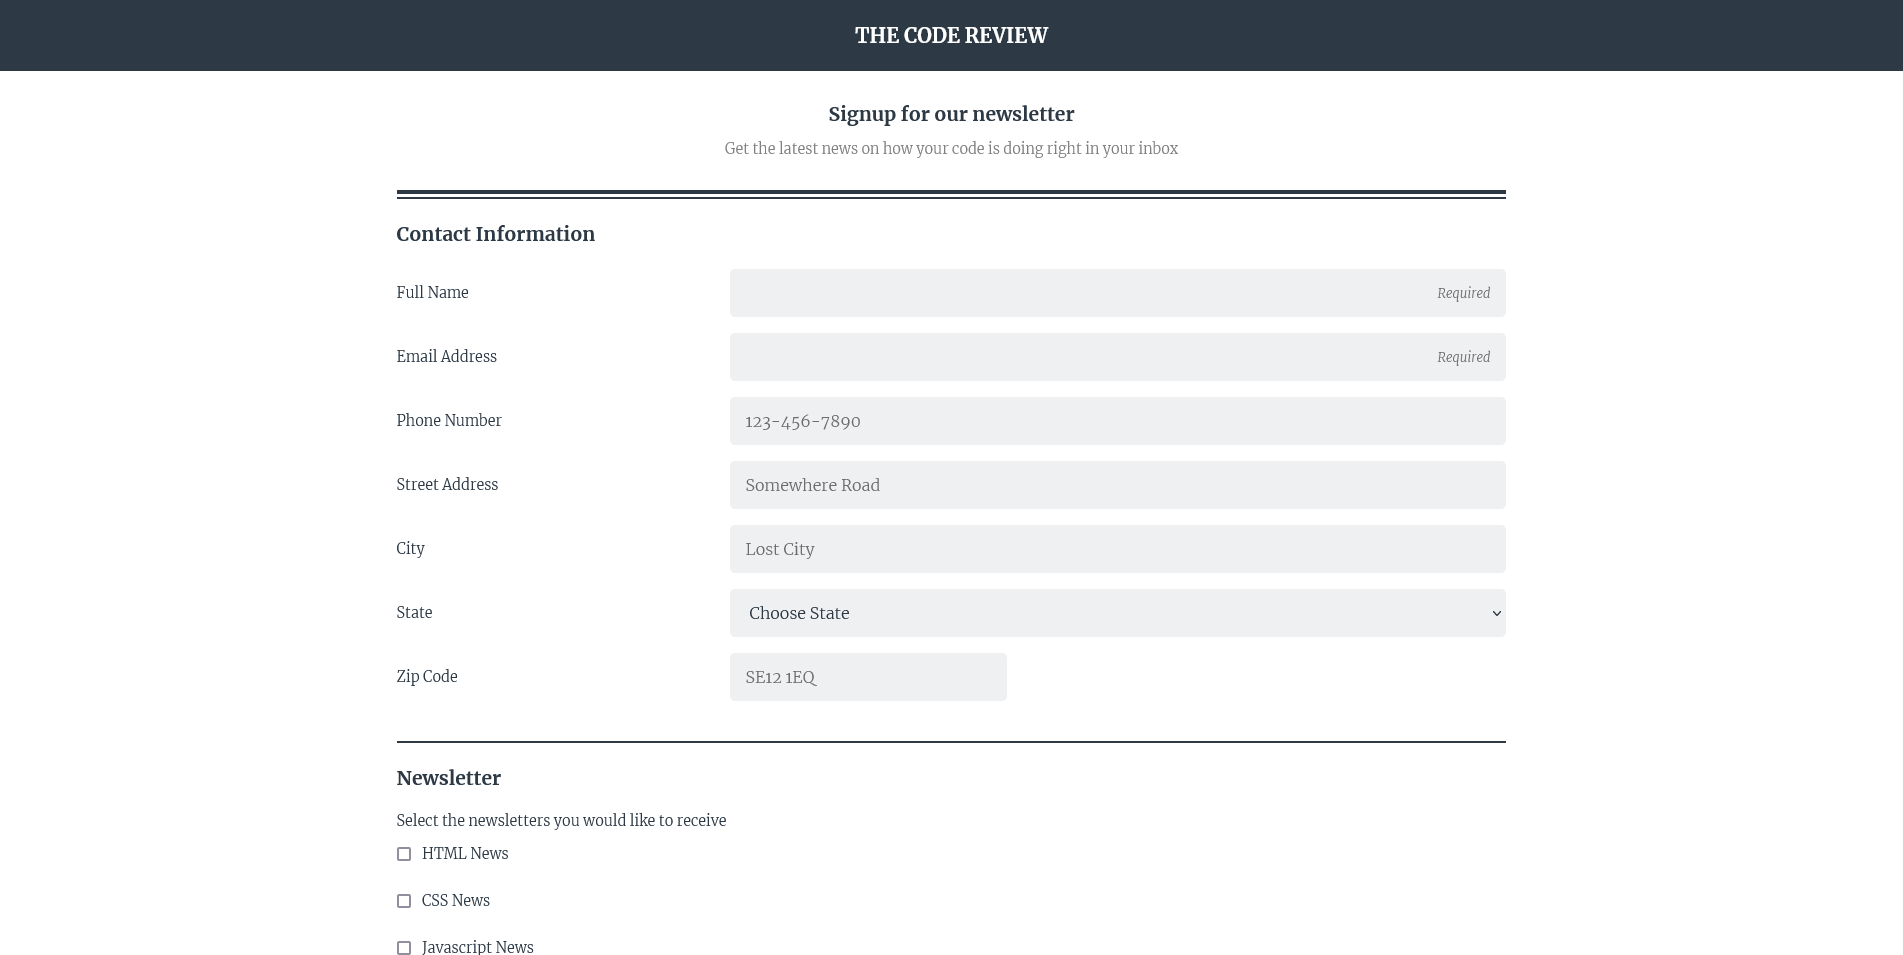 THE CODE REVIEW
Signup for our newsletter
Get the latest news on how your code is doing right in your inbox
Contact Information
Full Name
Required
Email Address
Required
Phone Number
123-456-7890
Street Address
Somewhere Road
City
Lost City
State
Choose State
Zip Code
SE12 1EQ
Newsletter
Select the newsletters you would like to receive
HTML News
CSS News
Javascript News